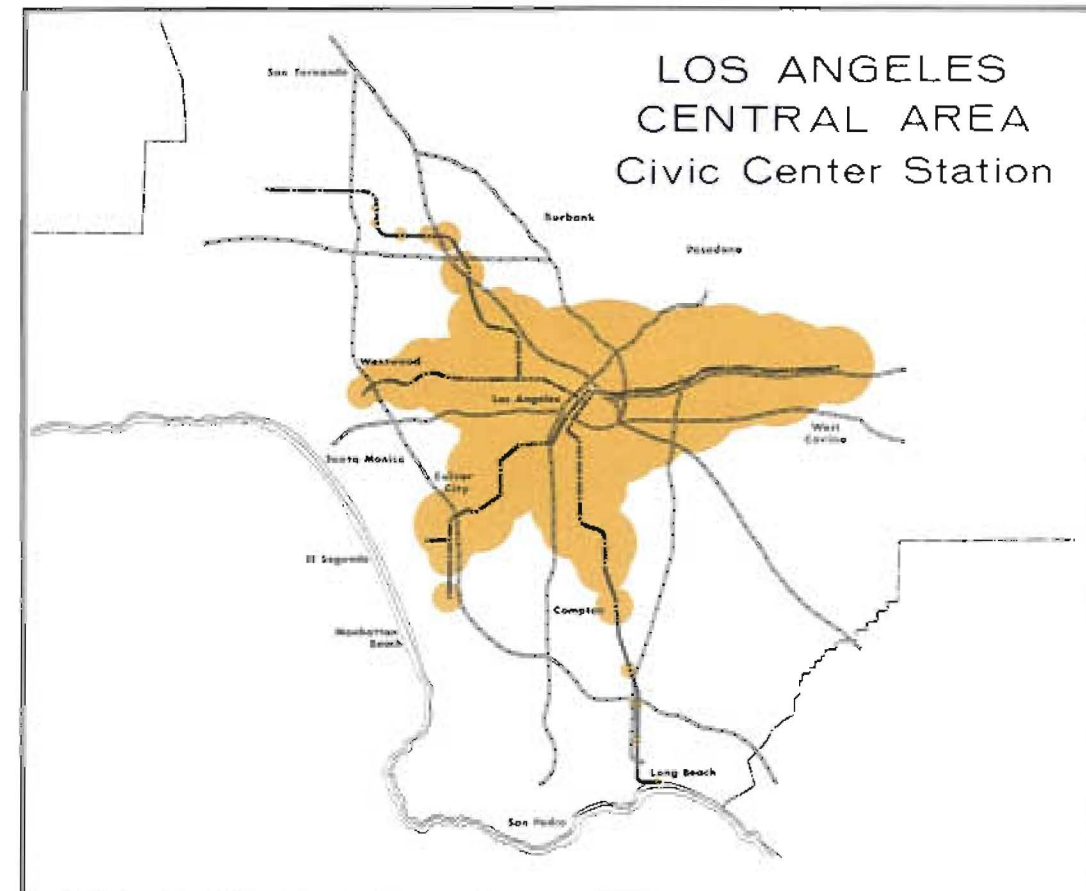 LOS ANGELES
CENTRAL AREA
Civic Center Station
San Fernando
Burbank
Pasadena
Westwood
Los Angeles
West
Covina
Santa Monica
Culver
City
El Segundo
Compton
Manhattan
Beach
Long Beach
San Pedro